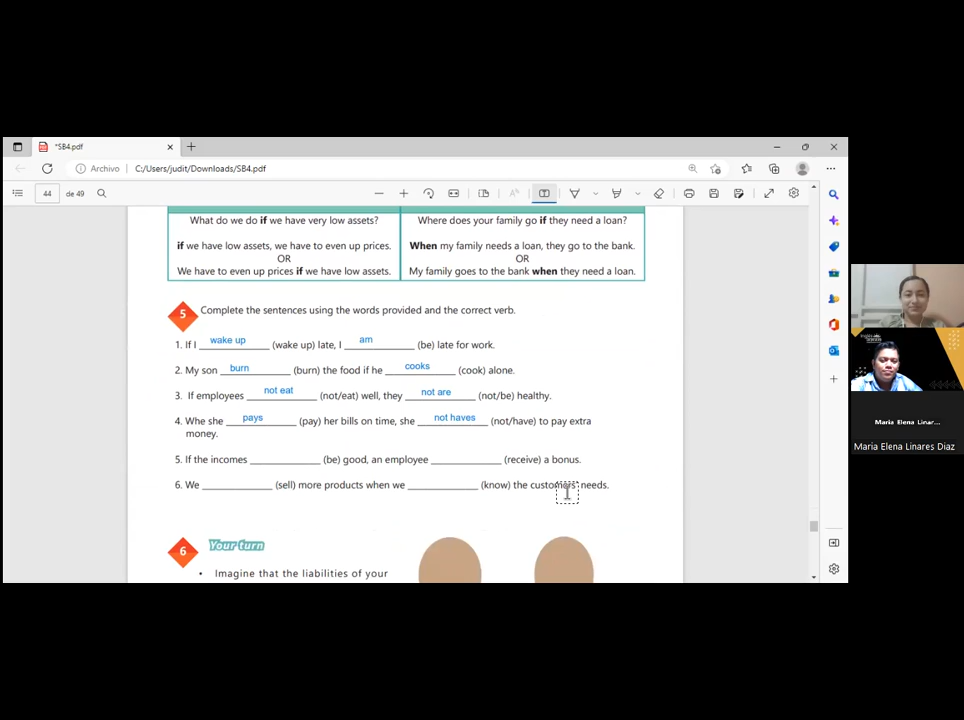 *SB4.pdf
Archivo
C:/Users/judit/Downloads/SB4.pdf
44 de 49
What do we do if we have very low assets?
if we have low assets, we have to even up prices.
OR
We have to even up prices if we have low assets.
Where does your family go if they need a loan?
When my family needs a loan, they go to the bank.
OR
My family goes to the bank when they need a loan.
5 Complete the sentences using the words provided and the correct verb.
1. If I wake up (wake up) late, I am (be) late for work.
2. My son burn (burn) the food if he cooks (cook) alone.
3. If employees not eat (not/eat) well, they not are (not/be) healthy.
4. Whe she pays (pay) her bills on time, she not haves (not/have) to pay extra
money.
5. If the incomes ____________ (be) good, an employee ____________ (receive) a bonus.
6. We ____________ (sell) more products when we ____________ (know) the customers' needs.
6 Your turn
• Imagine that the liabilities of your
Maria Elena Linar...
Maria Elena Linares Diaz